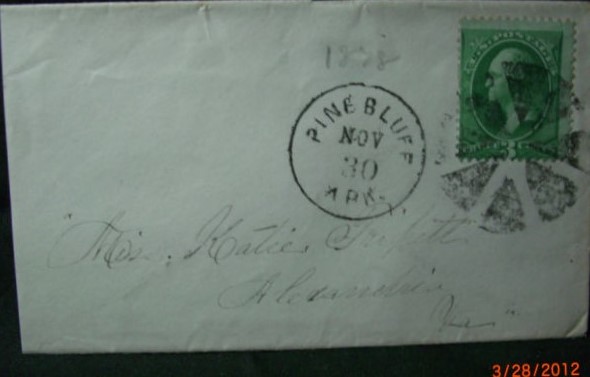 U.S. POSTAGE
1878
PINE BLUFF
NOV
30
ARK.
"Miss. Katie
Alexandria
Va"
3/28/2012